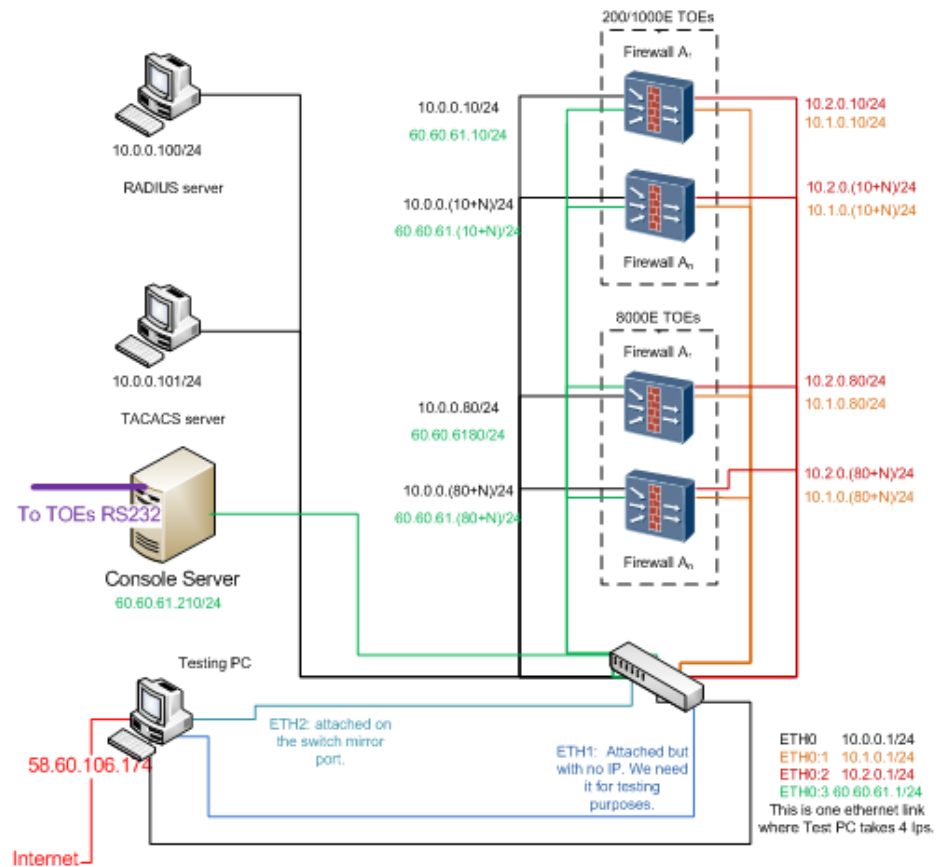 200/1000E TOEs
Firewall A₁
10.0.0.10/24
60.60.61.10/24
10.2.0.10/24
10.1.0.10/24
10.0.0.100/24
RADIUS server
10.0.0.(10+N)/24
60.60.61.(10+N)/24
10.2.0.(10+N)/24
10.1.0.(10+N)/24
Firewall Aₙ
8000E TOEs
Firewall A₁
10.0.0.101/24
TACACS server
10.0.0.80/24
60.60.6180/24
10.2.0.80/24
10.1.0.80/24
10.0.0.(80+N)/24
60.60.61.(80+N)/24
10.2.0.(80+N)/24
10.1.0.(80+N)/24
Firewall Aₙ
To TOEs RS232
Console Server
60.60.61.210/24
Testing PC
58.60.106.174
Internet
ETH2: attached on
the switch mirror
port.
ETH1: Attached but
with no IP. We need
it for testing
purposes.
ETH0 10.0.0.1/24
ETH0:1 10.1.0.1/24
ETH0:2 10.2.0.1/24
ETH0:3 60.60.61.1/24
This is one ethernet link
where Test PC takes 4 Ips.